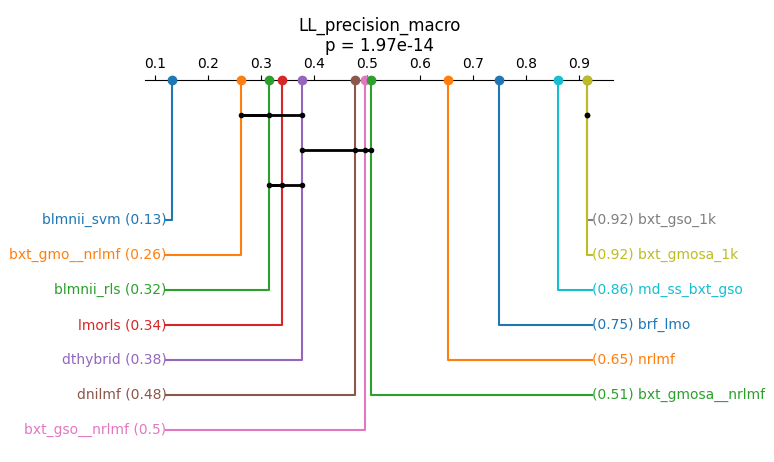 LL_precision_macro
p = 1.97e-14
0.1 0.2 0.3 0.4 0.5 0.6 0.7 0.8 0.9
blmnii_svm (0.13)
(0.92) bxt_gso_1k
bxt_gmo__nrlmf (0.26)
(0.92) bxt_gmosa_1k
blmnii_rls (0.32)
(0.86) md_ss_bxt_gso
lmorls (0.34)
(0.75) brf_lmo
dthybrid (0.38)
(0.65) nrlmf
dnilmf (0.48)
(0.51) bxt_gmosa__nrlmf
bxt_gso__nrlmf (0.5)